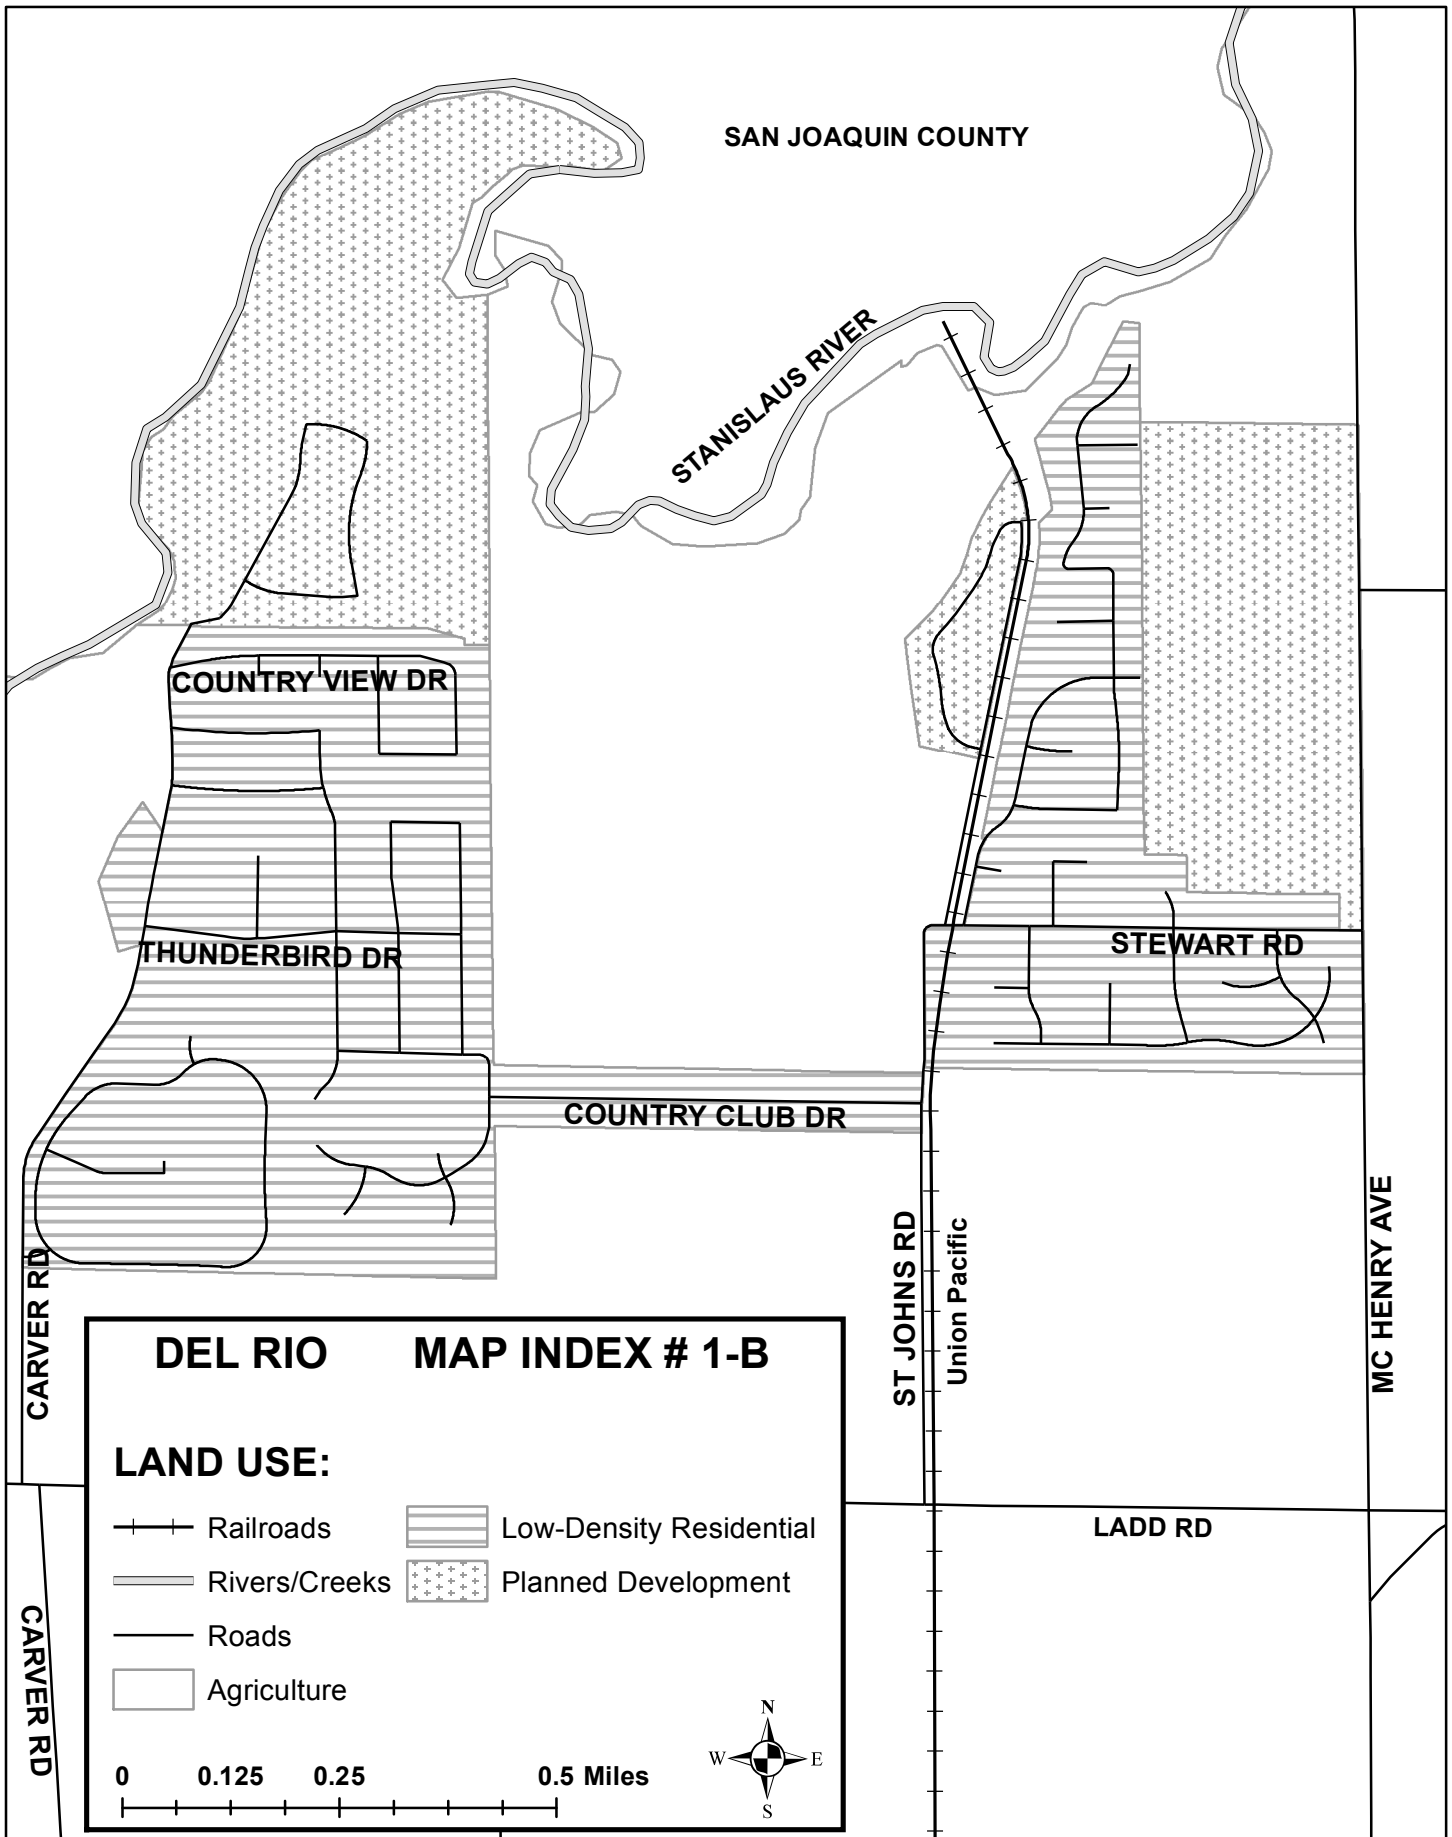 SAN JOAQUIN COUNTY
STANISLAUS RIVER
COUNTRY VIEW DR
THUNDERBIRD DR
STEWART RD
COUNTRY CLUB DR
CARVER RD
ST JOHNS RD
Union Pacific
MC HENRY AVE
DEL RIO MAP INDEX # 1-B
LAND USE:
Railroads
Low-Density Residential
Rivers/Creeks
Planned Development
Roads
Agriculture
LADD RD
CARVER RD
N
W E
S
0 0.125 0.25 0.5 Miles